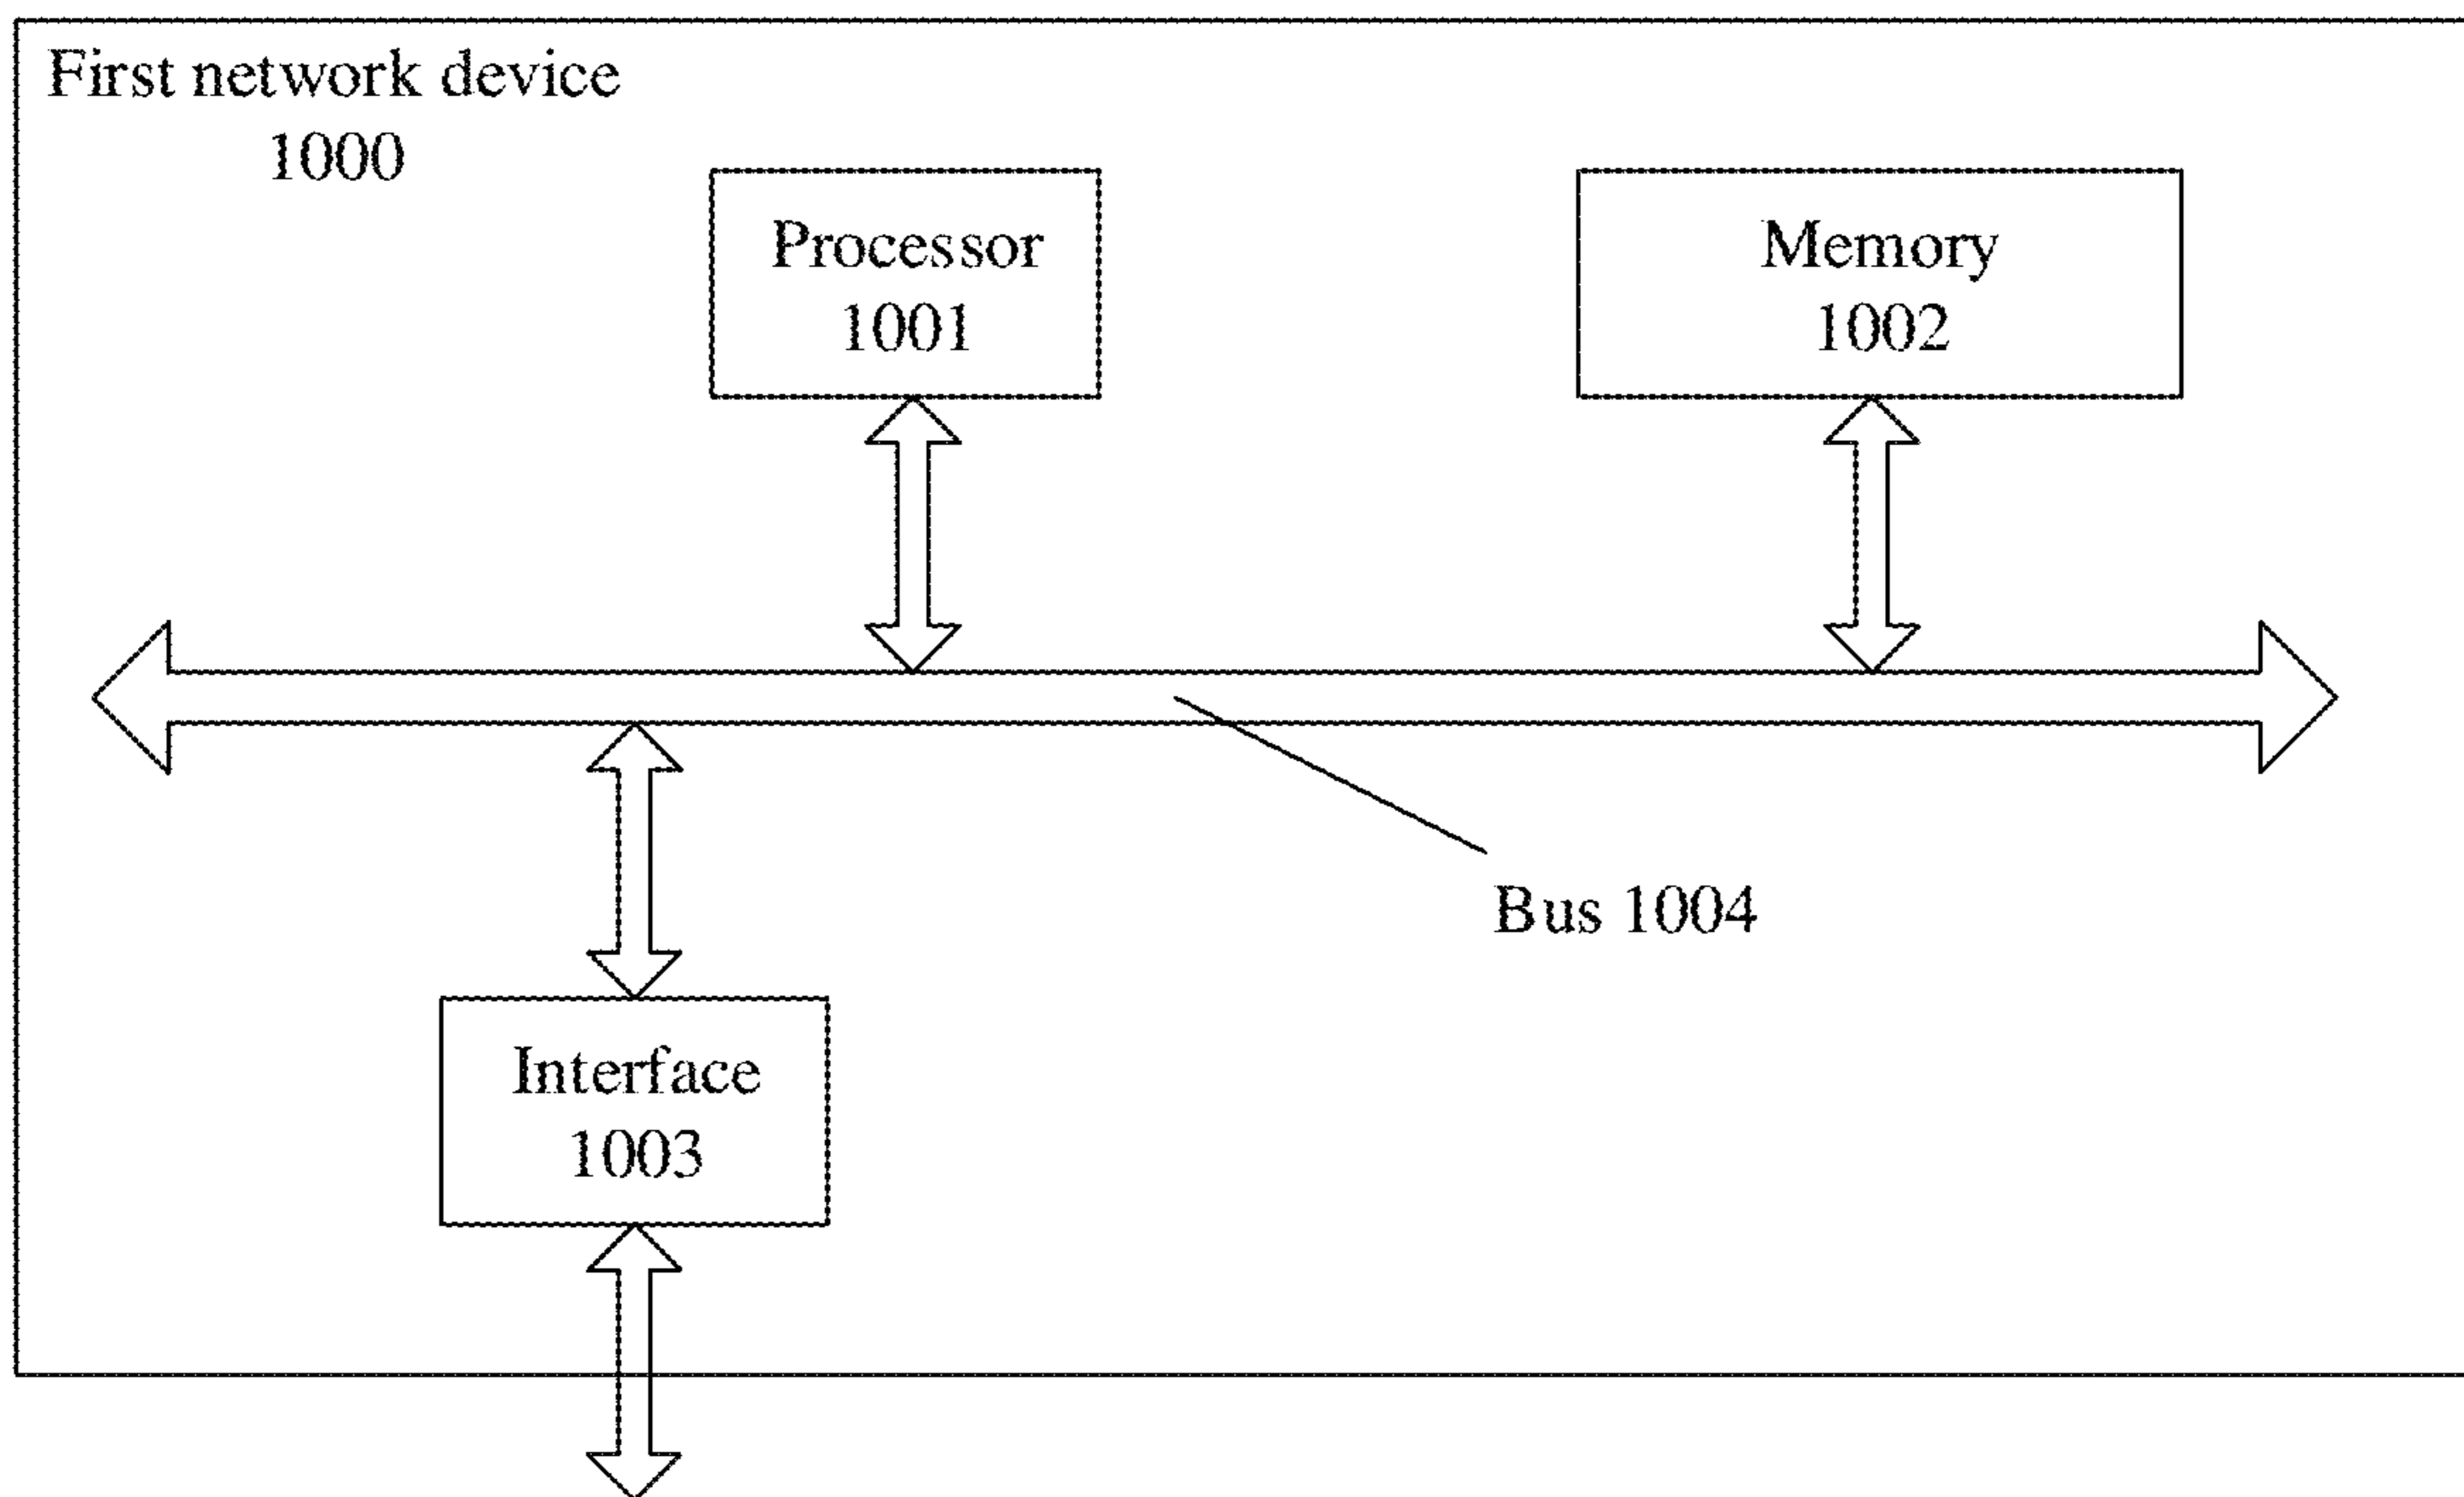 First network device
1000
Processor
1001
Memory
1002
Bus 1004
Interface
1003